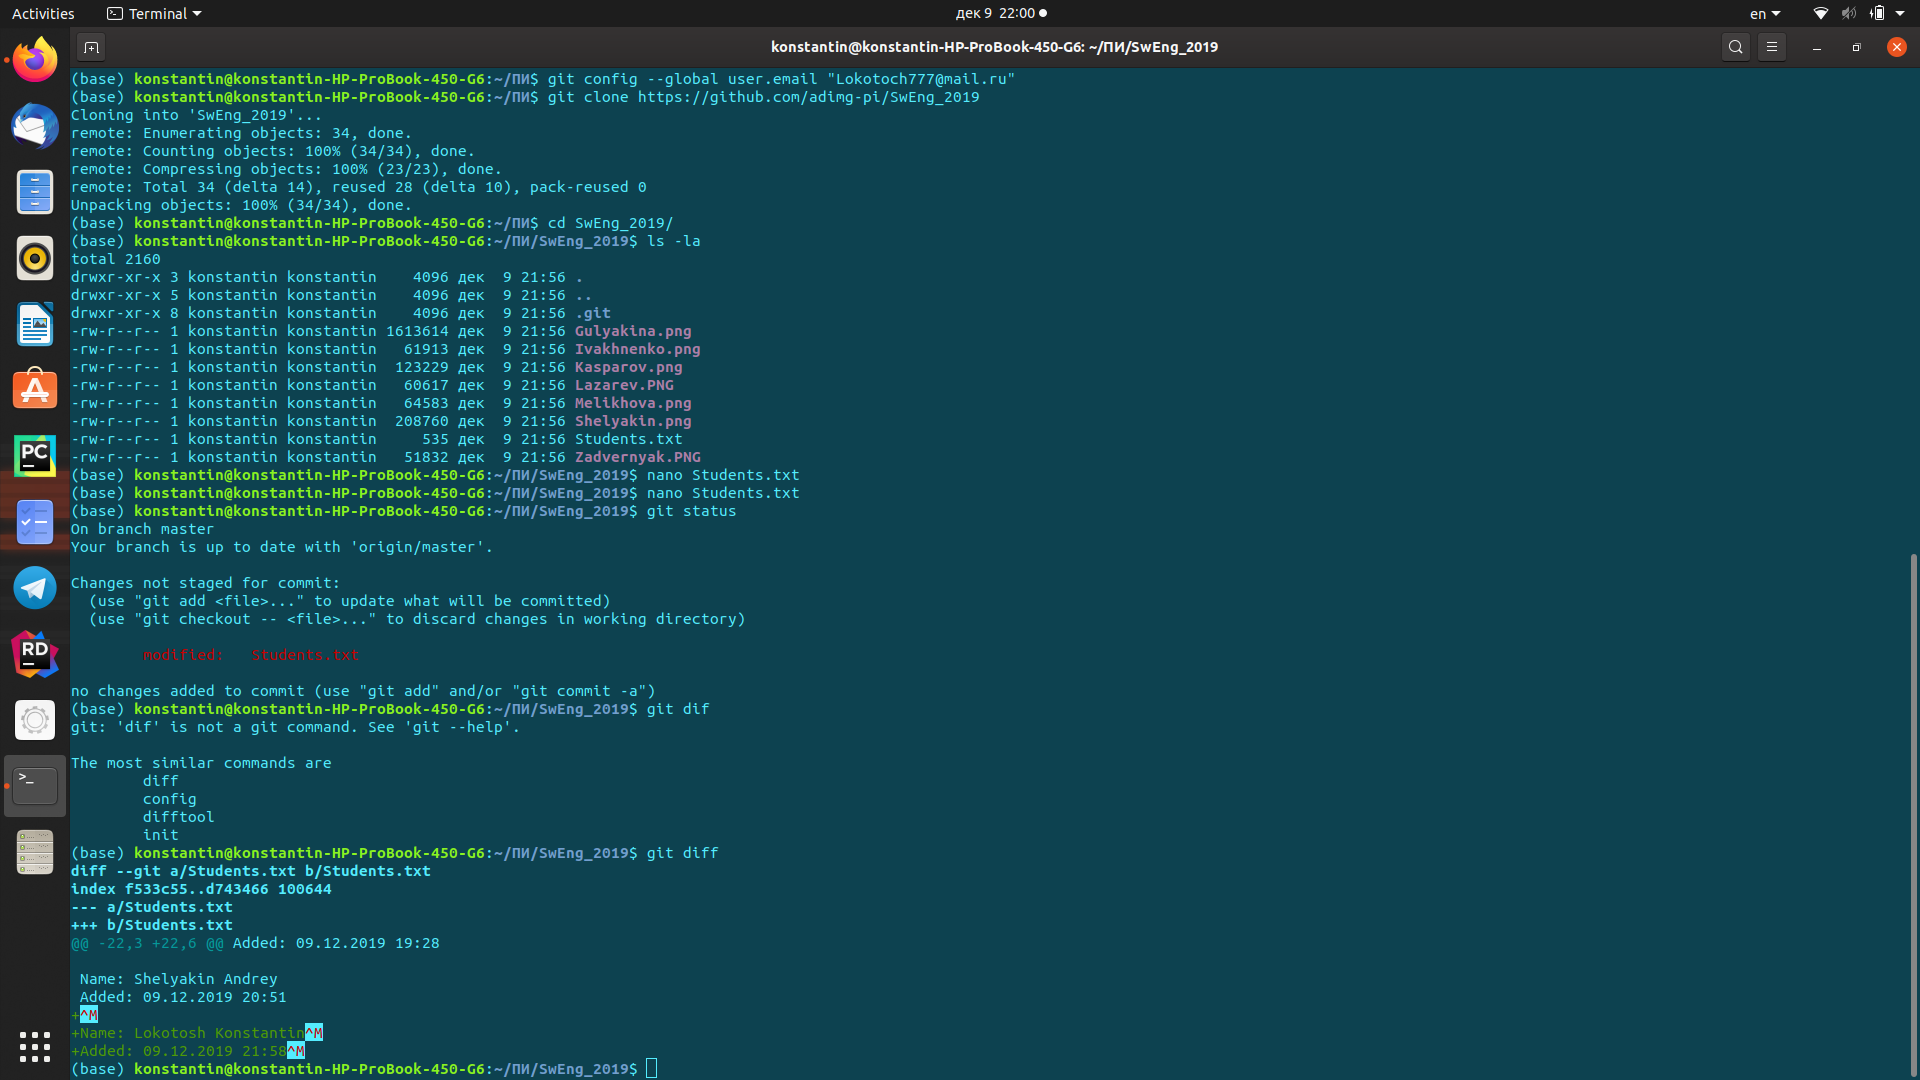 Activities Terminal дек 9 22:00 en
konstantin@konstantin-HP-ProBook-450-G6: ~/ПИ/SwEng_2019
(base) konstantin@konstantin-HP-ProBook-450-G6:~/ПИ$ git config --global user.email "Lokotoch777@mail.ru"
(base) konstantin@konstantin-HP-ProBook-450-G6:~/ПИ$ git clone https://github.com/adimg-pi/SwEng_2019
Cloning into 'SwEng_2019'...
remote: Enumerating objects: 34, done.
remote: Counting objects: 100% (34/34), done.
remote: Compressing objects: 100% (23/23), done.
remote: Total 34 (delta 14), reused 28 (delta 10), pack-reused 0
Unpacking objects: 100% (34/34), done.
(base) konstantin@konstantin-HP-ProBook-450-G6:~/ПИ$ cd SwEng_2019/
(base) konstantin@konstantin-HP-ProBook-450-G6:~/ПИ/SwEng_2019$ ls -la
total 2160
drwxr-xr-x 3 konstantin konstantin    4096 дек  9 21:56 .
drwxr-xr-x 5 konstantin konstantin    4096 дек  9 21:56 ..
drwxr-xr-x 8 konstantin konstantin    4096 дек  9 21:56 .git
-rw-r--r-- 1 konstantin konstantin 1613614 дек  9 21:56 Gulyakina.png
-rw-r--r-- 1 konstantin konstantin   61913 дек  9 21:56 Ivakhnenko.png
-rw-r--r-- 1 konstantin konstantin  123229 дек  9 21:56 Kasparov.png
-rw-r--r-- 1 konstantin konstantin   60617 дек  9 21:56 Lazarev.PNG
-rw-r--r-- 1 konstantin konstantin   64583 дек  9 21:56 Melikhova.png
-rw-r--r-- 1 konstantin konstantin  208760 дек  9 21:56 Shelyakin.png
-rw-r--r-- 1 konstantin konstantin     535 дек  9 21:56 Students.txt
-rw-r--r-- 1 konstantin konstantin   51832 дек  9 21:56 Zadvernyak.PNG
(base) konstantin@konstantin-HP-ProBook-450-G6:~/ПИ/SwEng_2019$ nano Students.txt
(base) konstantin@konstantin-HP-ProBook-450-G6:~/ПИ/SwEng_2019$ nano Students.txt
(base) konstantin@konstantin-HP-ProBook-450-G6:~/ПИ/SwEng_2019$ git status
On branch master
Your branch is up to date with 'origin/master'.
Changes not staged for commit:
  (use "git add <file>..." to update what will be committed)
  (use "git checkout -- <file>..." to discard changes in working directory)
        modified:   Students.txt
no changes added to commit (use "git add" and/or "git commit -a")
(base) konstantin@konstantin-HP-ProBook-450-G6:~/ПИ/SwEng_2019$ git dif
git: 'dif' is not a git command. See 'git --help'.
The most similar commands are
        diff
        config
        difftool
        init
(base) konstantin@konstantin-HP-ProBook-450-G6:~/ПИ/SwEng_2019$ git diff
diff --git a/Students.txt b/Students.txt
index f533c55..d743466 100644
--- a/Students.txt
+++ b/Students.txt
@@ -22,3 +22,6 @@ Added: 09.12.2019 19:28
 Name: Shelyakin Andrey
 Added: 09.12.2019 20:51
+^M
+Name: Lokotosh Konstantin^M
+Added: 09.12.2019 21:58^M
(base) konstantin@konstantin-HP-ProBook-450-G6:~/ПИ/SwEng_2019$
PC
RD
>_